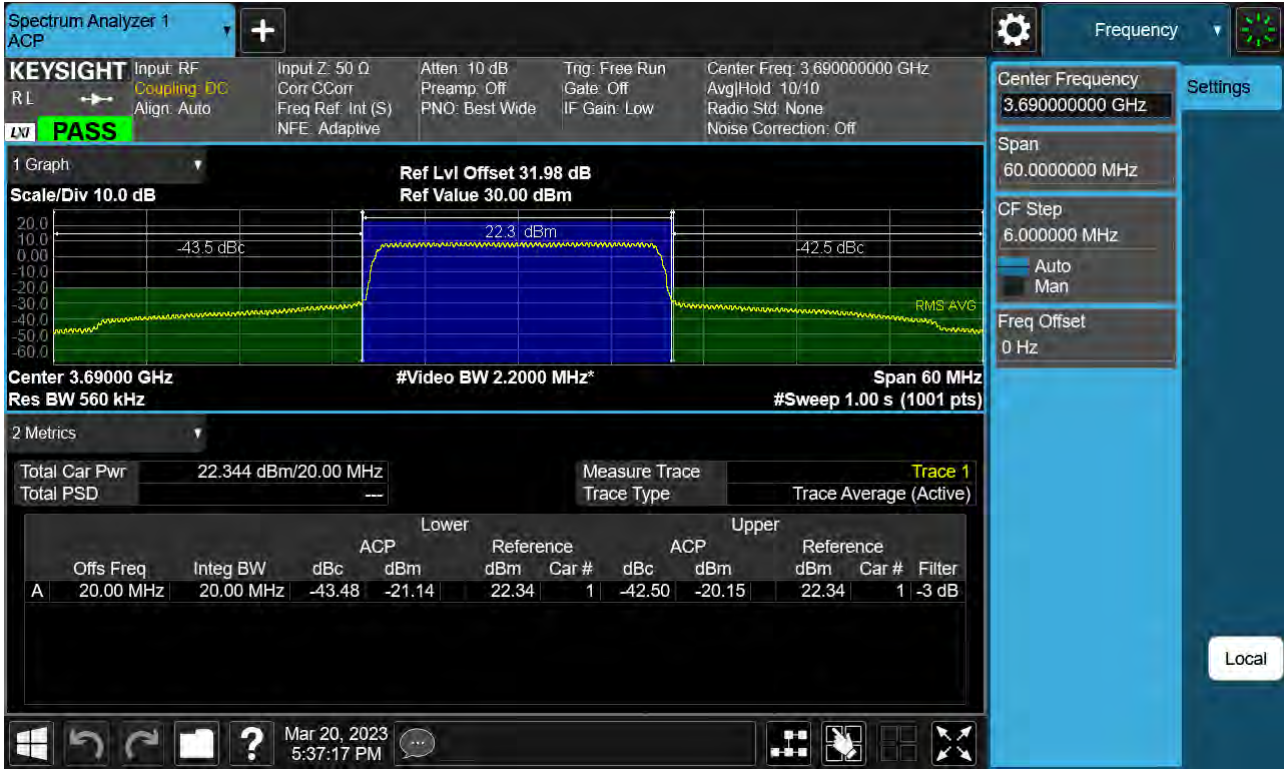 Spectrum Analyzer 1
ACP
+
Frequency
KEYSIGHT Input: RF Input Z: 50 Ω Atten: 10 dB Trig: Free Run Center Freq: 3.690000000 GHz
RL Coupling: DC Corr CCorr Preamp: Off Gate: Off Avg|Hold: 10/10
Align: Auto Freq Ref: Int (S) PNO: Best Wide IF Gain: Low Radio Std: None
LXI PASS NFE: Adaptive Noise Correction: Off
Center Frequency
3.690000000 GHz
Settings
Span
60.0000000 MHz
CF Step
6.000000 MHz
Auto
Man
Freq Offset
0 Hz
Local
1 Graph
Ref Lvl Offset 31.98 dB
Scale/Div 10.0 dB Ref Value 30.00 dBm
20.0
10.0
0.00
-10.0
-20.0
-30.0
-40.0
-50.0
-60.0
-43.5 dBc 22.3 dBm -42.5 dBc
RMS AVG
Center 3.69000 GHz #Video BW 2.2000 MHz* Span 60 MHz
Res BW 560 kHz #Sweep 1.00 s (1001 pts)
2 Metrics
Total Car Pwr 22.344 dBm/20.00 MHz Measure Trace Trace 1
Total PSD --- Trace Type Trace Average (Active)
Lower Upper
ACP Reference ACP Reference
Offs Freq Integ BW dBc dBm dBm Car # dBc dBm dBm Car # Filter
A 20.00 MHz 20.00 MHz -43.48 -21.14 22.34 1 -42.50 -20.15 22.34 1 -3 dB
?
Mar 20, 2023
5:37:17 PM